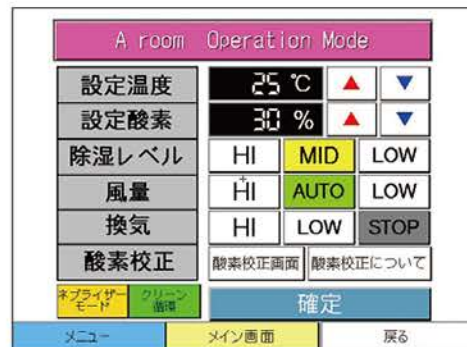 A room Operation Mode
設定温度 25 ℃ ▲ ▼
設定酸素 30 % ▲ ▼
除湿レベル HI MID LOW
風量 HI AUTO LOW
換気 HI LOW STOP
酸素校正 酸素校正画面 酸素校正について
ネブライザー
モード
クリーン
循環
確定
メニュー メイン画面 戻る